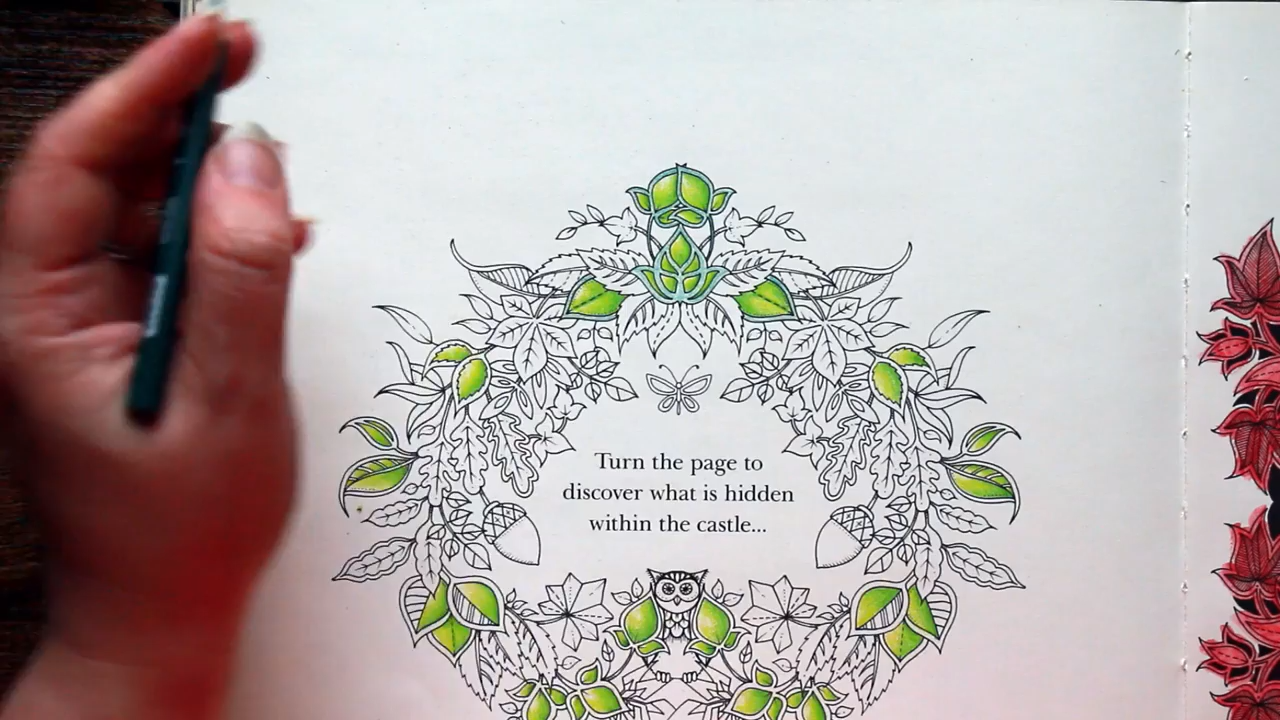 Turn the page to
discover what is hidden
within the castle...